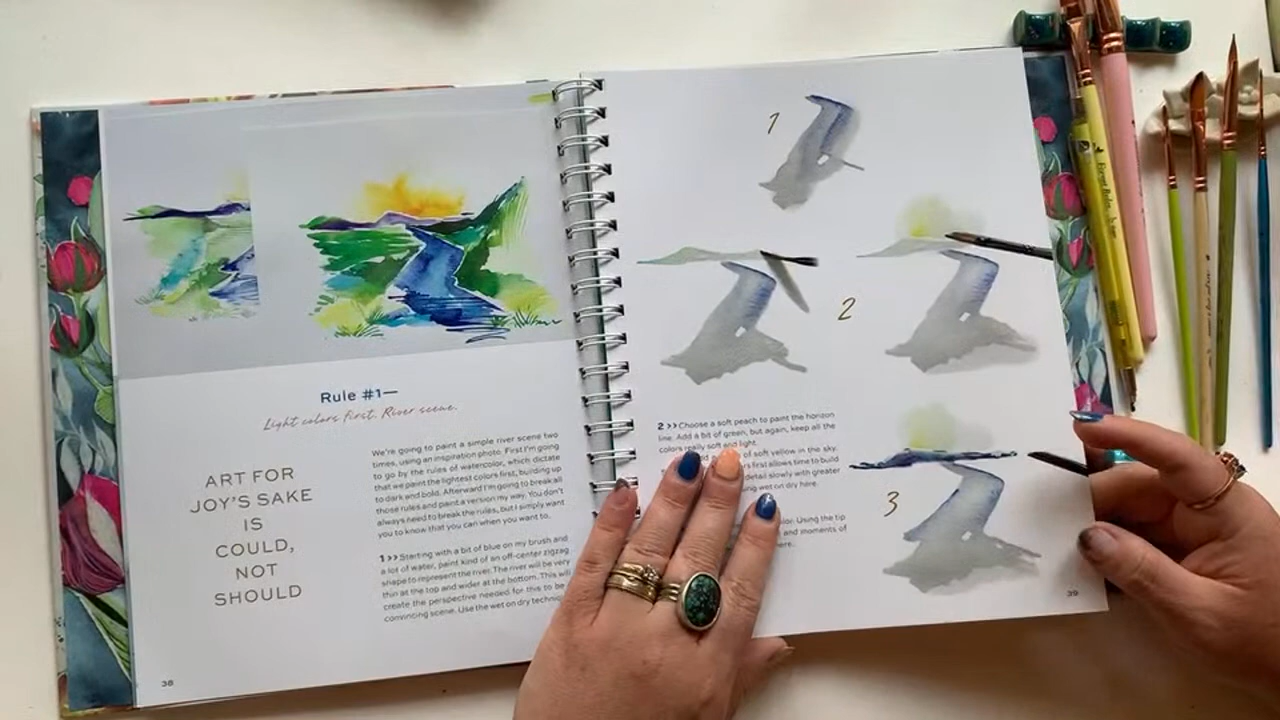 Rule #1—
Light colors first. River scene.
ART FOR
JOY'S SAKE
IS
COULD,
NOT
SHOULD
We're going to paint a simple river scene two
times, using an inspiration photo. First I'm going
to go by the rules of watercolor, which dictate
that we paint the lightest colors first, building up
to dark and bold. Afterward I'm going to break all
those rules and paint a version my way. You don't
always need to break the rules, but I simply want
you to know that you can when you want to.
1 >> Starting with a bit of blue on my brush and
a lot of water, paint kind of an off-center zigzag
shape to represent the river. The river will be very
thin at the top and wider at the bottom. This will
create the perspective needed for this to be
convincing scene. Use the wet on dry
38
1
2
3
2 >> Choose a soft peach to paint the horizon
line. Add a bit of green, but again, keep all the
colors really soft and light.
of soft yellow in the sky.
first allows time to build
detail slowly with greater
wet on dry here.
Using the tip
and moments of
39